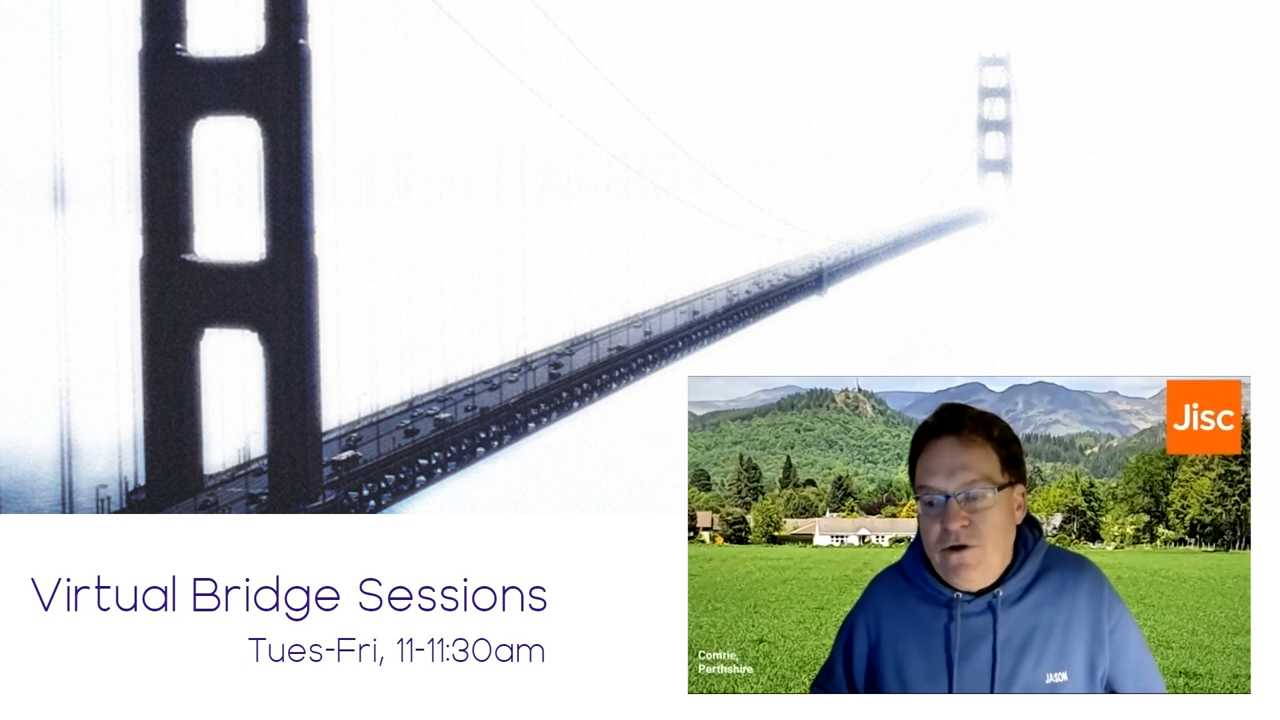 Virtual Bridge Sessions
Tues-Fri, 11-11:30am
Jisc
Comrie,
Perthshire
JASON